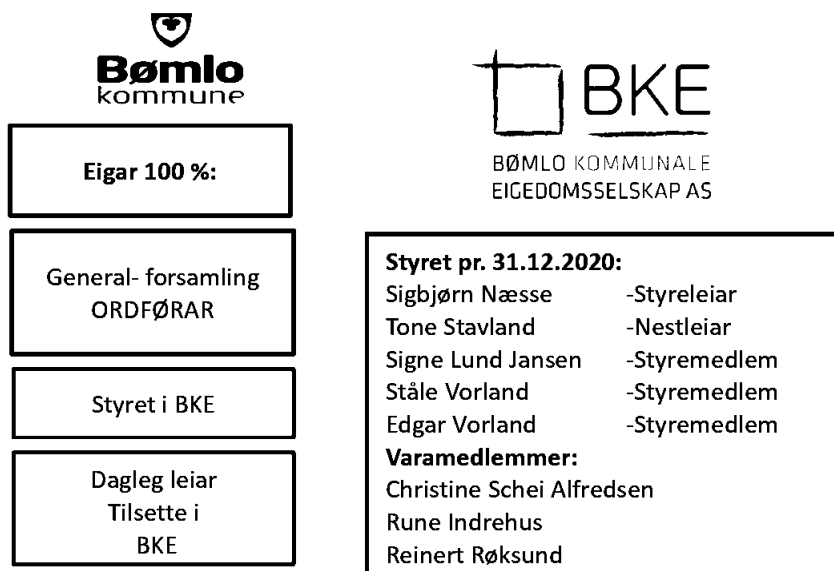 Bømlo
kommune
Eigar 100 %:
General- forsamling
ORDFØRAR
Styret i BKE
Dagleg leiar
Tilsette i
BKE
BKE
BØMLO KOMMUNALE
EIGEDOMSSELSKAP AS
Styret pr. 31.12.2020:
Sigbjørn Næsse -Styreleiar
Tone Stavland -Nestleiar
Signe Lund Jansen -Styremedlem
Ståle Vorland -Styremedlem
Edgar Vorland -Styremedlem
Varamedlemmer:
Christine Schei Alfredsen
Rune Indrehus
Reinert Røksund